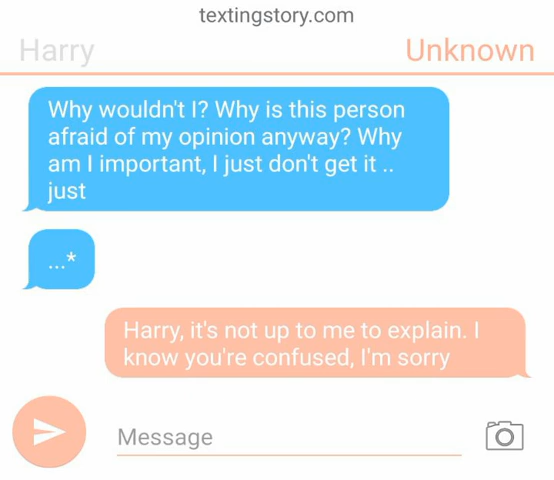 textingstory.com
Harry
Unknown
Why wouldn't I? Why is this person
afraid of my opinion anyway? Why
am I important, I just don't get it ..
just
...*
Harry, it's not up to me to explain. I
know you're confused, I'm sorry
Message